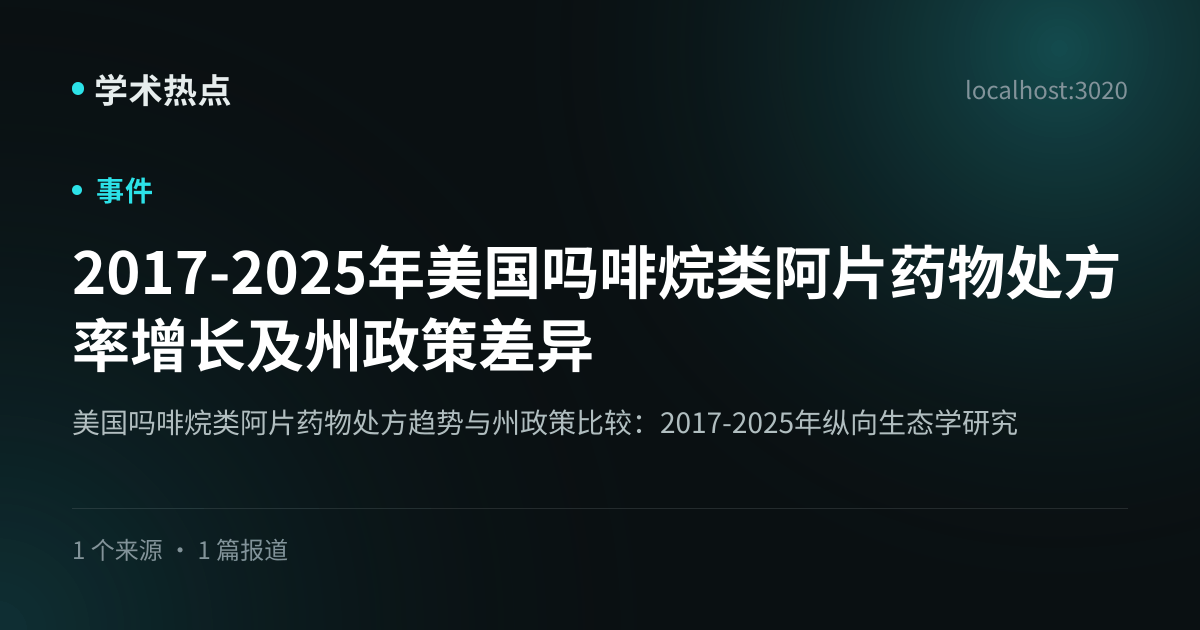 学术热点
localhost:3020
事件
2017-2025年美国吗啡烷类阿片药物处方
率增长及州政策差异
美国吗啡烷类阿片药物处方趋势与州政策比较：2017-2025年纵向生态学研究
1 个来源 · 1 篇报道